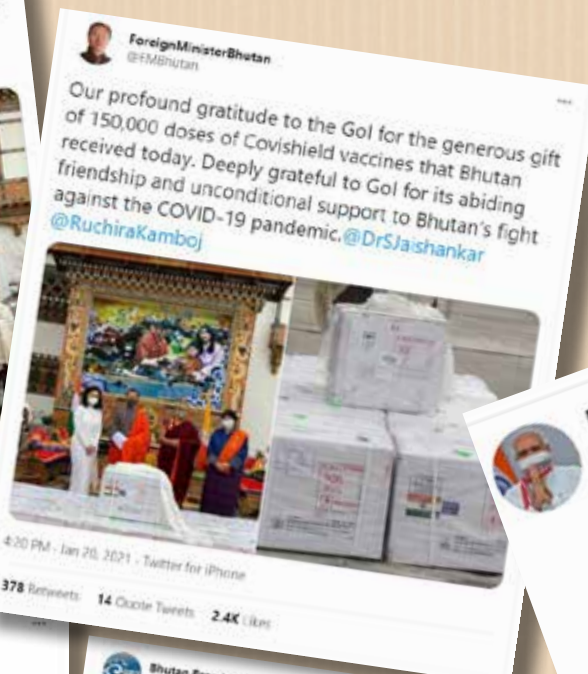 ForeignMinisterBhutan
@FMBhutan
Our profound gratitude to the GoI for the generous gift
of 150,000 doses of Covishield vaccines that Bhutan
received today. Deeply grateful to GoI for its abiding
friendship and unconditional support to Bhutan's fight
against the COVID-19 pandemic.@DrSJaishankar
@RuchiraKamboj
4:20 PM - Jan 20, 2021 - Twitter for iPhone
378 Retweets 14 Quote Tweets 2.4K Likes
Bhutan